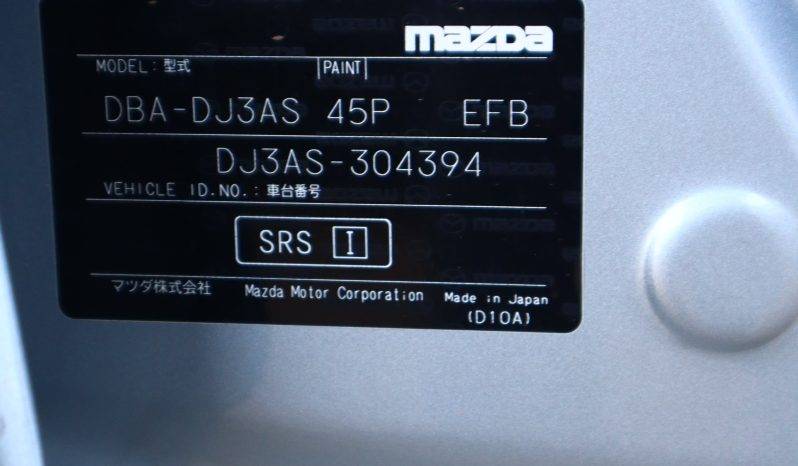 mazda
MODEL: 型式 PAINT
DBA-DJ3AS 45P EFB
DJ3AS-304394
VEHICLE ID.NO.: 車台番号
SRS I
マツダ株式会社 Mazda Motor Corporation Made in Japan
(D10A)